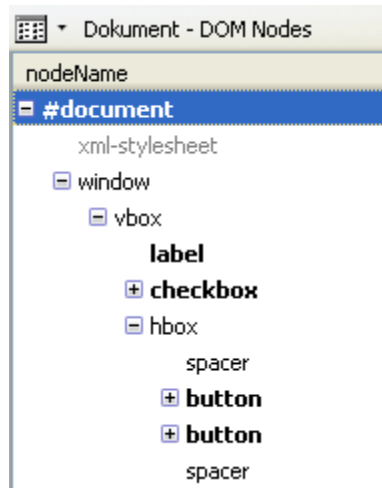 Dokument - DOM Nodes
nodeName
#document
xml-stylesheet
window
vbox
label
checkbox
hbox
spacer
button
button
spacer